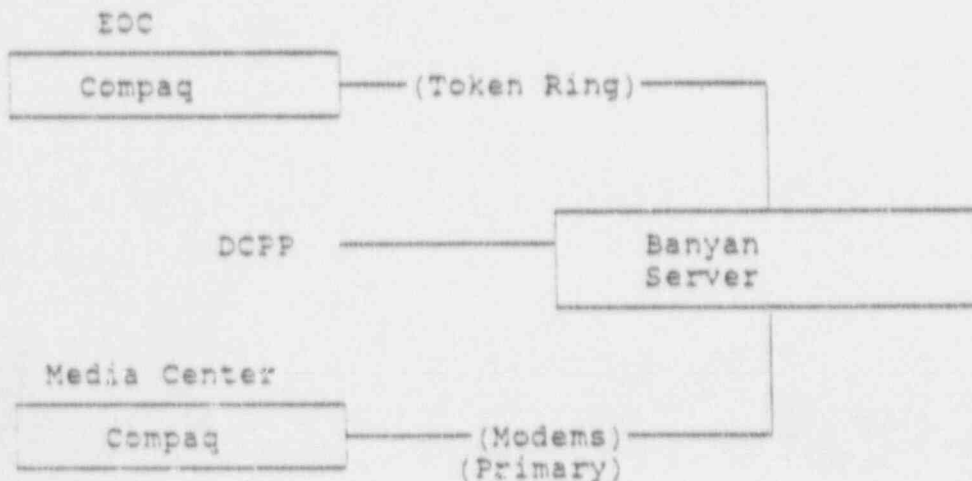 EOC
Compaq
(Token Ring)
DCPP
Banyan
Server
Media Center
Compaq
(Modems)
(Primary)